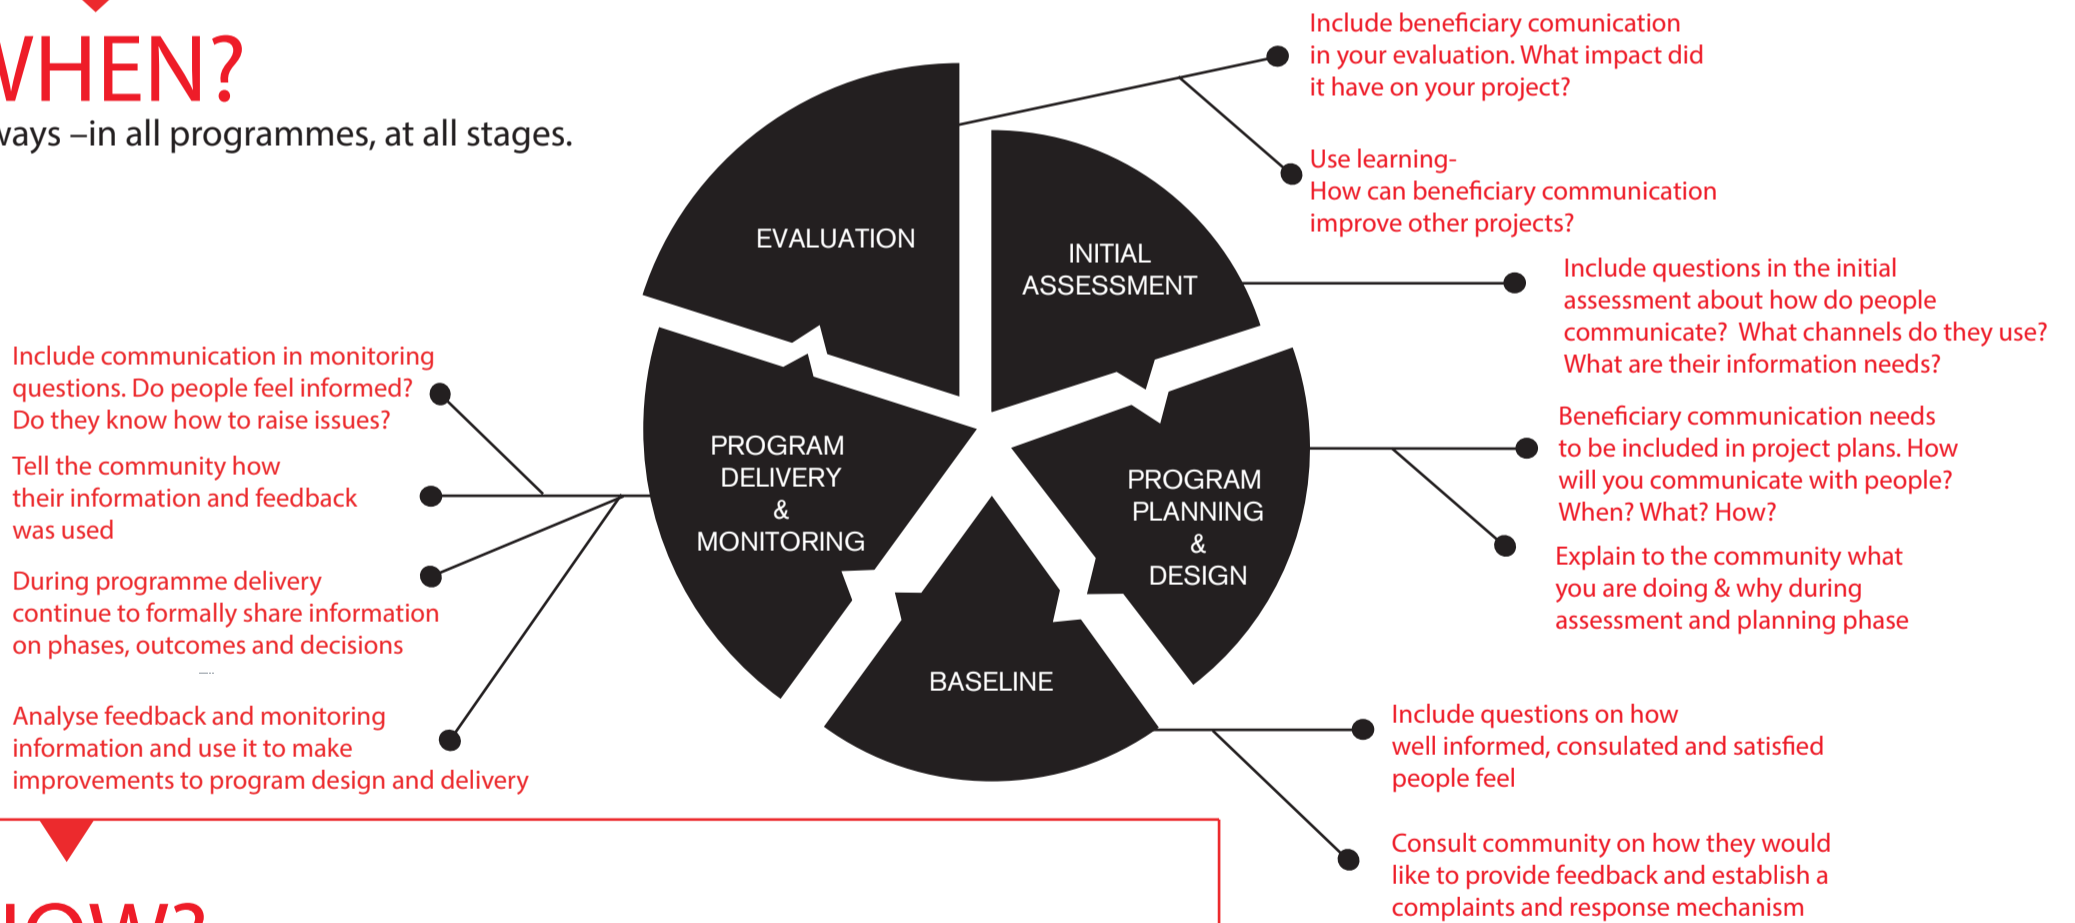 WHEN?
ways –in all programmes, at all stages.
Include beneficiary comunication
in your evaluation. What impact did
it have on your project?
Use learning-
How can beneficiary communication
improve other projects?
EVALUATION
INITIAL
ASSESSMENT
Include questions in the initial
assessment about how do people
communicate?  What channels do they use?
What are their information needs?
PROGRAM
PLANNING
&
DESIGN
Beneficiary communication needs
to be included in project plans. How
will you communicate with people?
When? What? How?
Explain to the community what
you are doing & why during
assessment and planning phase
BASELINE
Include questions on how
well informed, consulated and satisfied
people feel
Consult community on how they would
like to provide feedback and establish a
complaints and response mechanism
PROGRAM
DELIVERY
&
MONITORING
Include communication in monitoring
questions. Do people feel informed?
Do they know how to raise issues?
Tell the community how
their information and feedback
was used
During programme delivery
continue to formally share information
on phases, outcomes and decisions
Analyse feedback and monitoring
information and use it to make
improvements to program design and delivery